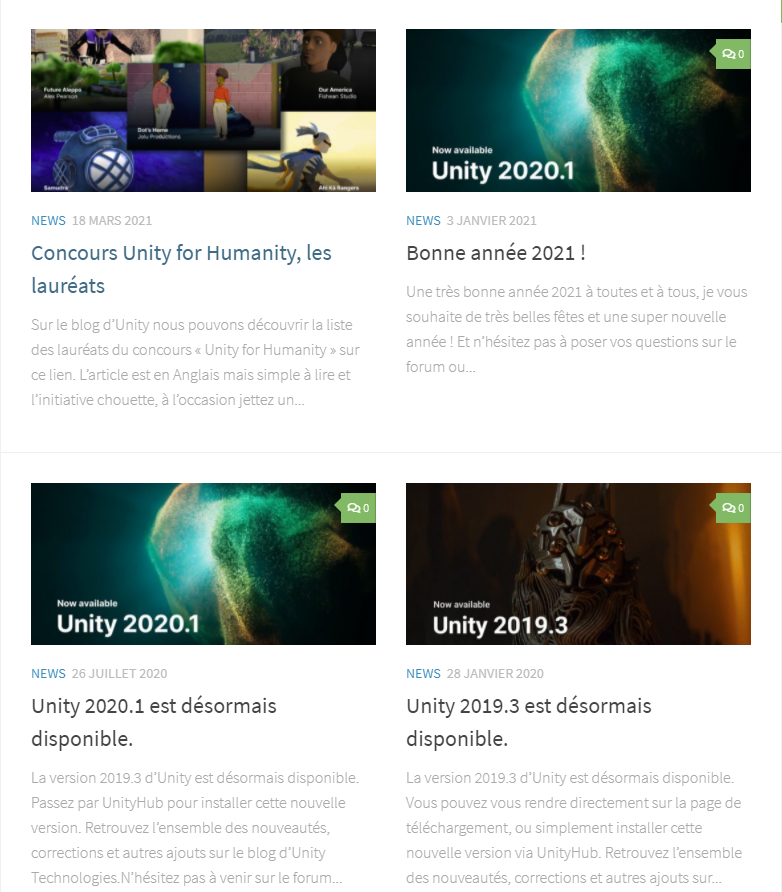 Future Aleppo
Alex Pearson
Our America
Fishean Studio
Dot's Home
Jolu Productions
Samudra
Ahi Kā Rangers
NEWS 18 MARS 2021
Concours Unity for Humanity, les
lauréats
Sur le blog d’Unity nous pouvons découvrir la liste
des lauréats du concours « Unity for Humanity » sur
ce lien. L’article est en Anglais mais simple à lire et
l’initiative chouette, à l’occasion jettez un...
0
Now available
Unity 2020.1
NEWS 3 JANVIER 2021
Bonne année 2021 !
Une très bonne année 2021 à toutes et à tous, je vous
souhaite de très belles fêtes et une super nouvelle
année ! Et n’hésitez pas à poser vos questions sur le
forum ou...
0
Now available
Unity 2020.1
NEWS 26 JUILLET 2020
Unity 2020.1 est désormais
disponible.
La version 2019.3 d’Unity est désormais disponible.
Passez par UnityHub pour installer cette nouvelle
version. Retrouvez l’ensemble des nouveautés,
corrections et autres ajouts sur le blog d’Unity
Technologies.N’hésitez pas à venir sur le forum...
0
Now available
Unity 2019.3
NEWS 28 JANVIER 2020
Unity 2019.3 est désormais
disponible.
La version 2019.3 d’Unity est désormais disponible.
Vous pouvez vous rendre directement sur la page de
téléchargement, ou simplement installer cette
nouvelle version via UnityHub. Retrouvez l’ensemble
des nouveautés, corrections et autres ajouts sur...